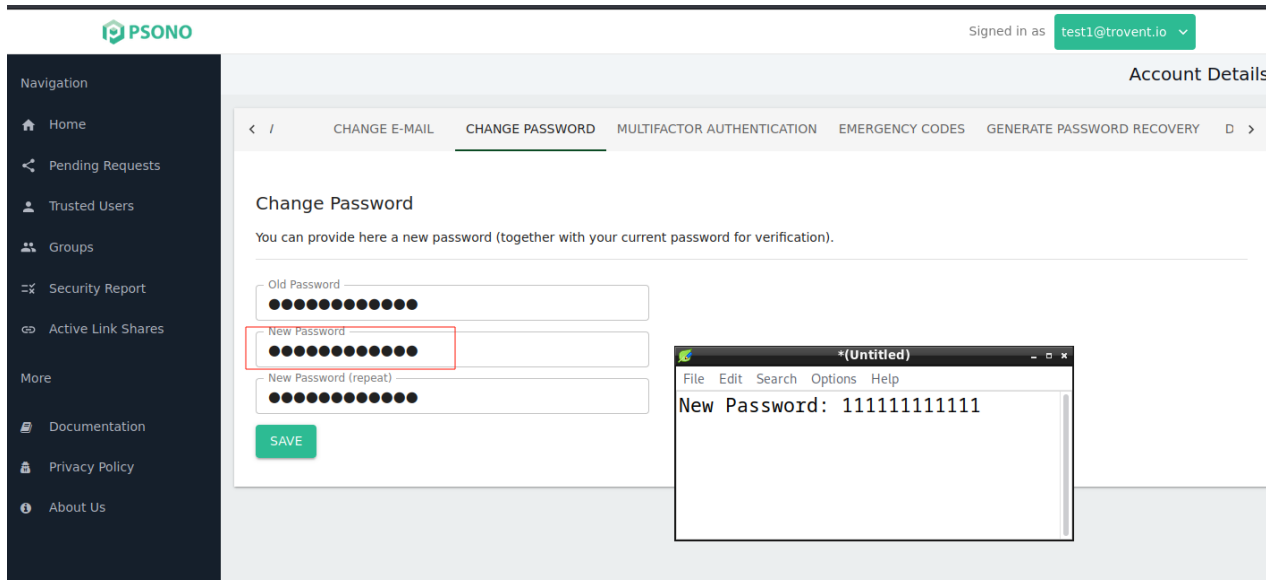 PSONO
Signed in as test1@trovent.io
Account Details
Navigation
Home
Pending Requests
Trusted Users
Groups
Security Report
Active Link Shares
More
Documentation
Privacy Policy
About Us
/ CHANGE E-MAIL CHANGE PASSWORD MULTIFACTOR AUTHENTICATION EMERGENCY CODES GENERATE PASSWORD RECOVERY D
Change Password
You can provide here a new password (together with your current password for verification).
Old Password
●●●●●●●●●●●●
New Password
●●●●●●●●●●●●
New Password (repeat)
●●●●●●●●●●●●
SAVE
*(Untitled)
File Edit Search Options Help
New Password: 111111111111